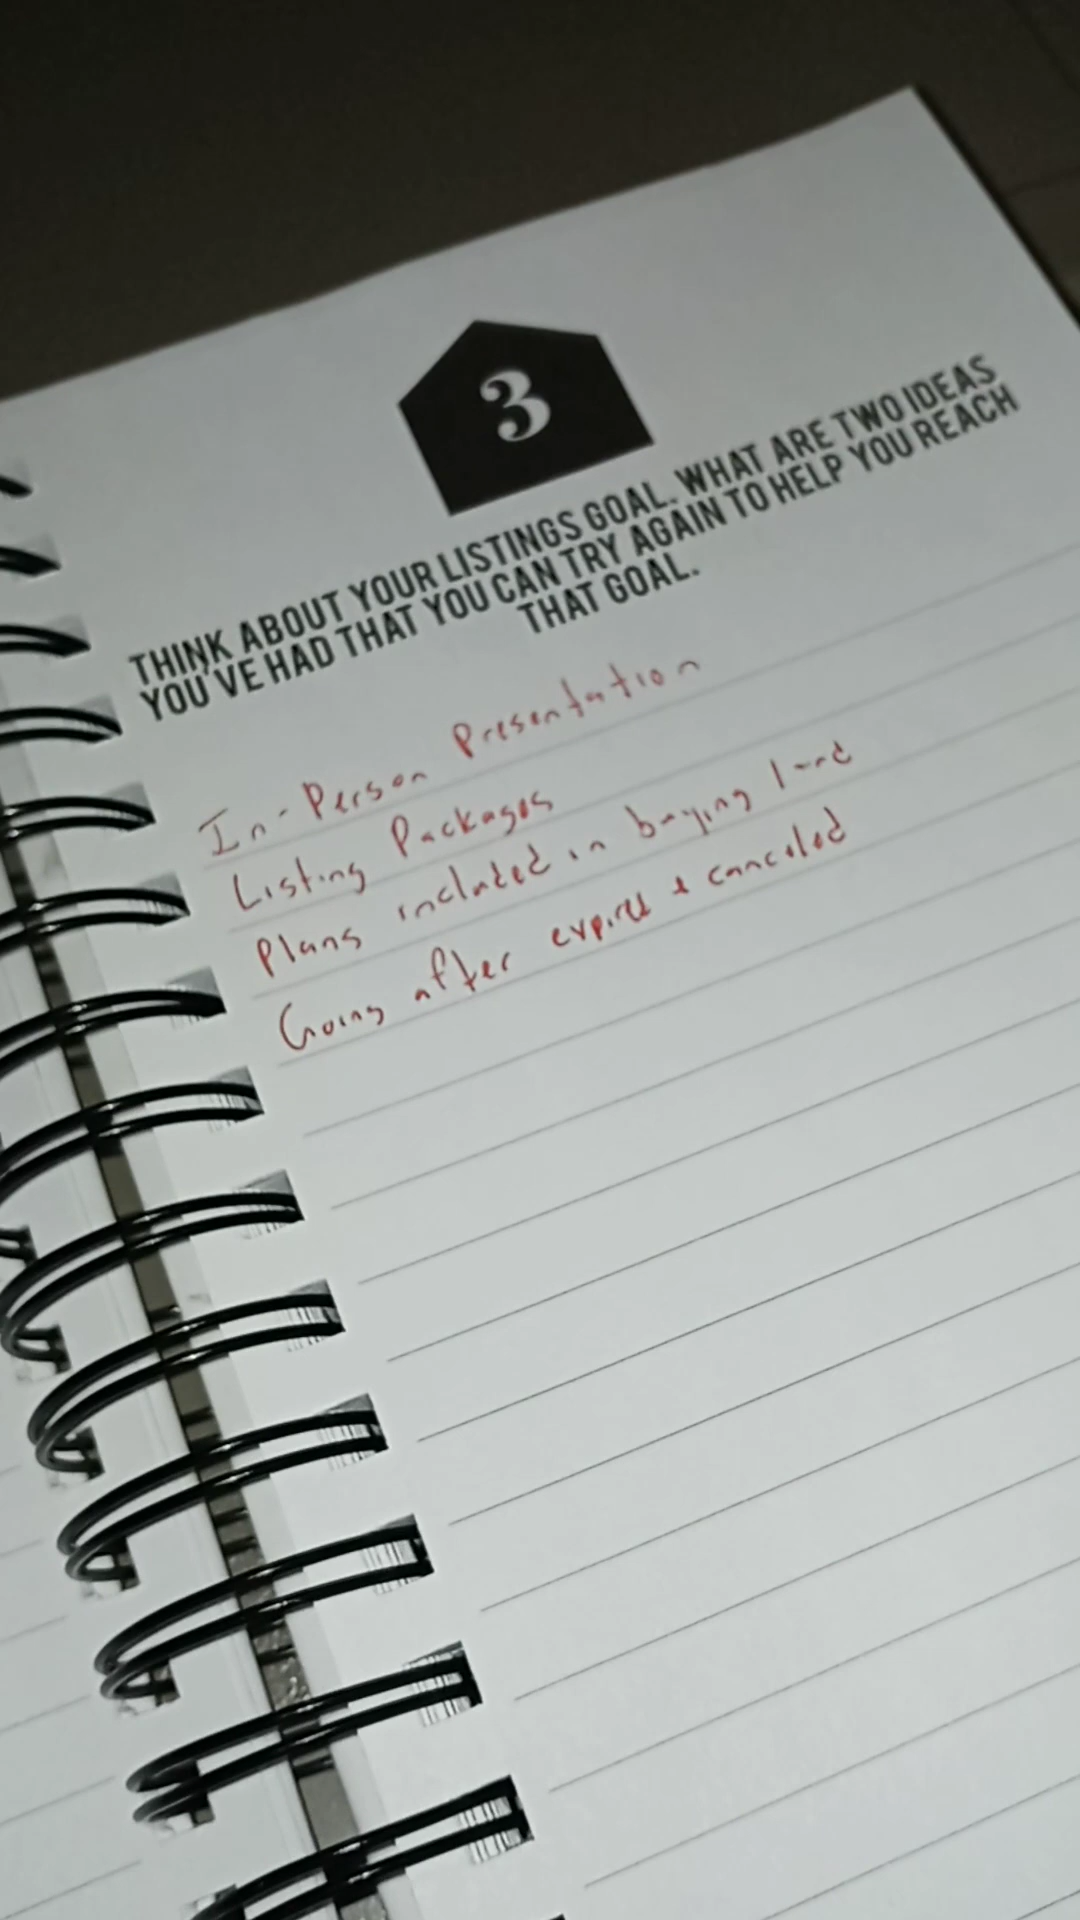 3
THINK ABOUT YOUR LISTINGS GOAL. WHAT ARE TWO IDEAS
YOU'VE HAD THAT YOU CAN TRY AGAIN TO HELP YOU REACH
THAT GOAL.
In-Person Presentation
Listing Packages
Plans included in buying land
Going after expired & canceled